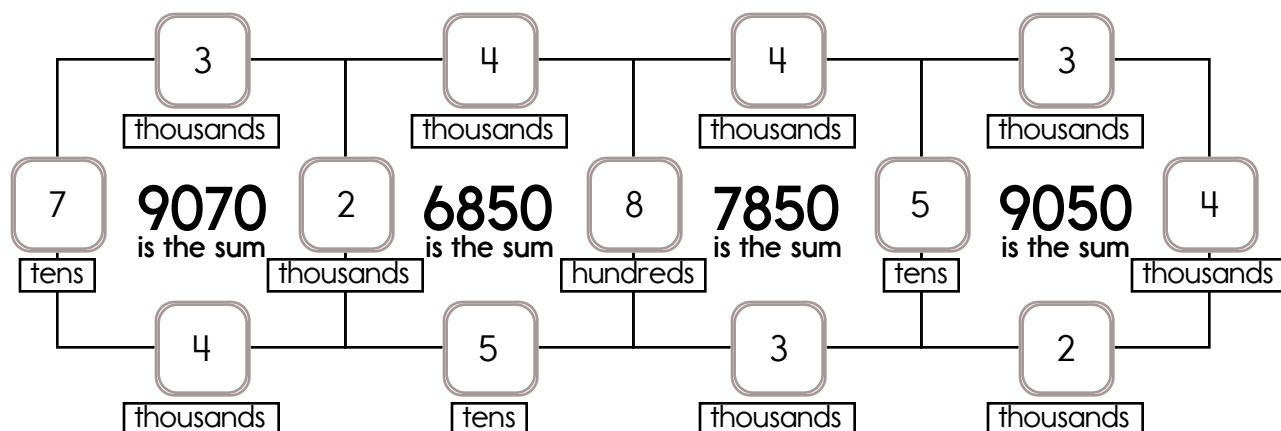 3 4 4 3
thousands thousands thousands thousands
7 9070 2 6850 8 7850 5 9050 4
is the sum is the sum is the sum is the sum
tens thousands hundreds tens thousands
4 5 3 2
thousands tens thousands thousands